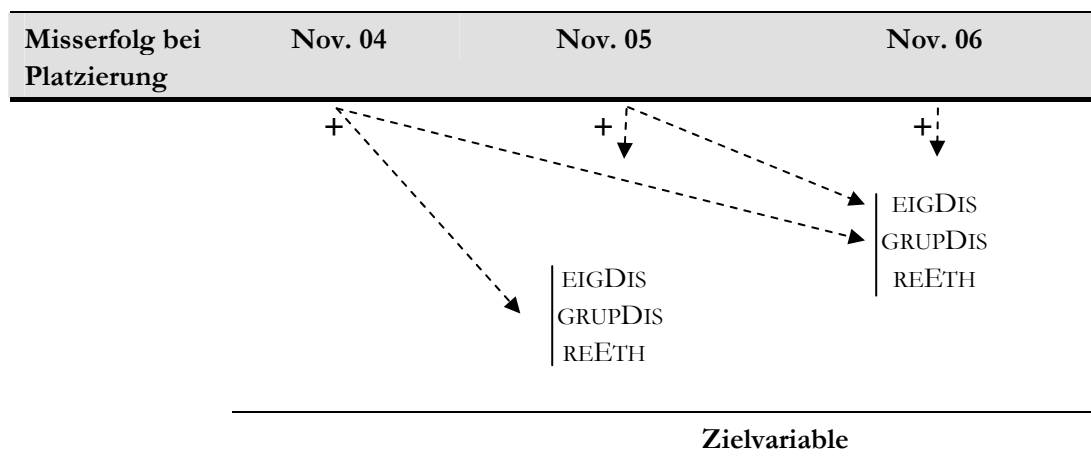 Misserfolg bei Nov. 04 Nov. 05 Nov. 06
Platzierung
+ + +
EIGDIS
GRUPDIS
REETH
EIGDIS
GRUPDIS
REETH
Zielvariable